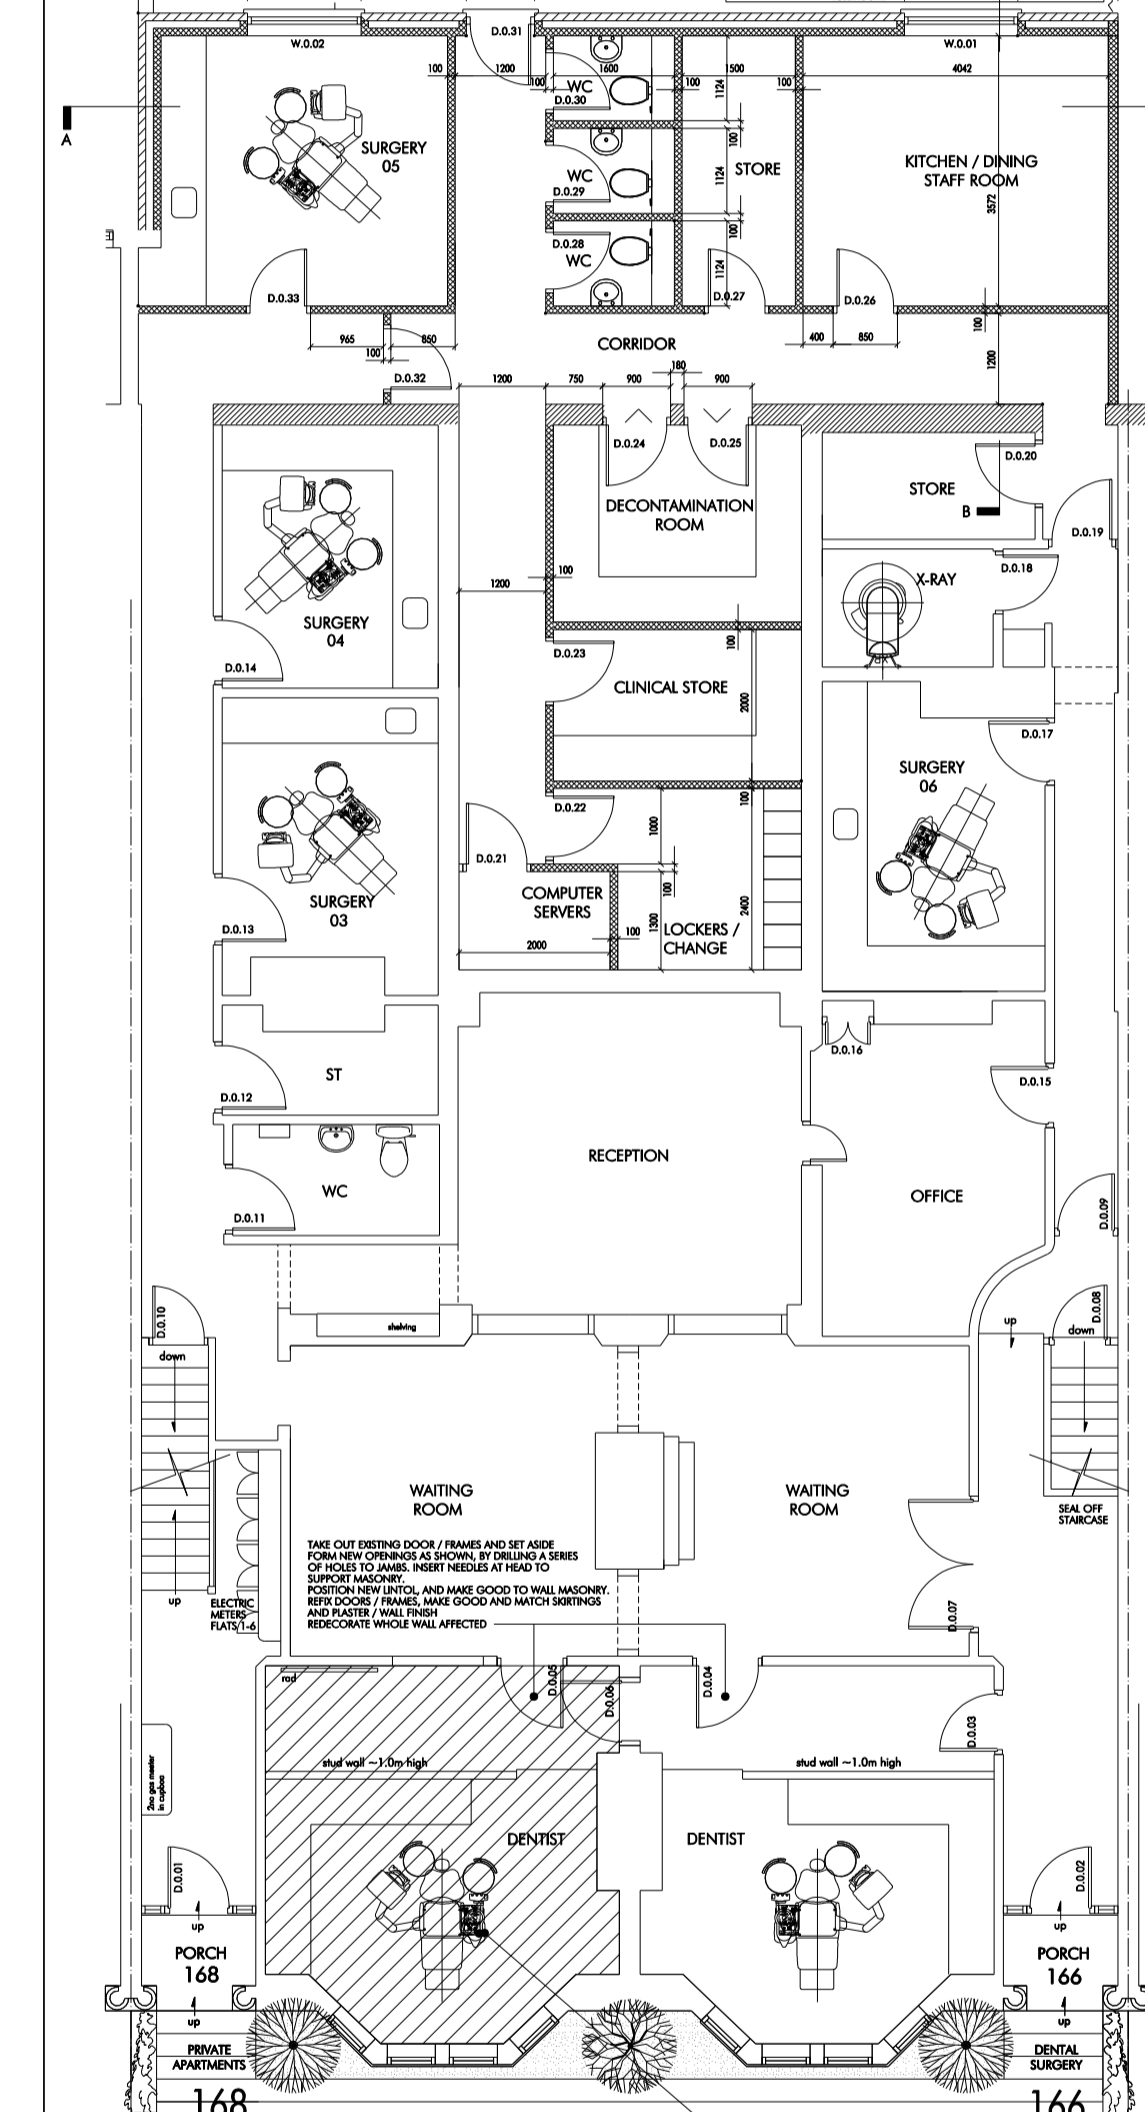 D.0.31
W.0.02
W.0.01
100
1200
100
1600
100
1500
100
4042
WC
D.0.30
1124
A
SURGERY
05
100
WC
D.0.29
1124
STORE
KITCHEN / DINING
STAFF ROOM
3572
D.0.28
WC
100
1124
D.0.33
D.0.27
D.0.26
965
100
850
CORRIDOR
400
850
100
1200
D.0.32
1200
750
900
180
900
D.0.24
D.0.25
D.0.20
STORE
B
DECONTAMINATION
ROOM
D.0.19
1200
100
X-RAY
D.0.18
SURGERY
04
D.0.14
D.0.23
100
CLINICAL STORE
2000
D.0.17
SURGERY
06
D.0.22
100
1000
D.0.21
SURGERY
03
COMPUTER
SERVERS
100
1300
2400
D.0.13
2000
100
LOCKERS /
CHANGE
D.0.16
ST
D.0.12
D.0.15
RECEPTION
WC
D.0.11
OFFICE
D.0.09
D.0.10
D.0.08
shelving
up
down
down
WAITING
ROOM
WAITING
ROOM
SEAL OFF
STAIRCASE
TAKE OUT EXISTING DOOR / FRAMES AND SET ASIDE
FORM NEW OPENINGS AS SHOWN, BY DRILLING A SERIES
OF HOLES TO JAMBS. INSERT NEEDLES AT HEAD TO
SUPPORT MASONRY.
POSITION NEW LINTOL, AND MAKE GOOD TO WALL MASONRY.
REFIX DOORS / FRAMES, MAKE GOOD AND MATCH SKIRTINGS
AND PLASTER / WALL FINISH
REDECORATE WHOLE WALL AFFECTED
up
ELECTRIC
METERS
FLATS 1-6
D.0.07
rad
D.0.05
D.0.06
D.0.04
D.0.03
stud wall ~1.0m high
stud wall ~1.0m high
2no gas meeter
in cupboa
DENTIST
DENTIST
D.0.01
D.0.02
up
up
PORCH
168
PORCH
166
up
up
PRIVATE
APARTMENTS
DENTAL
SURGERY
168
166